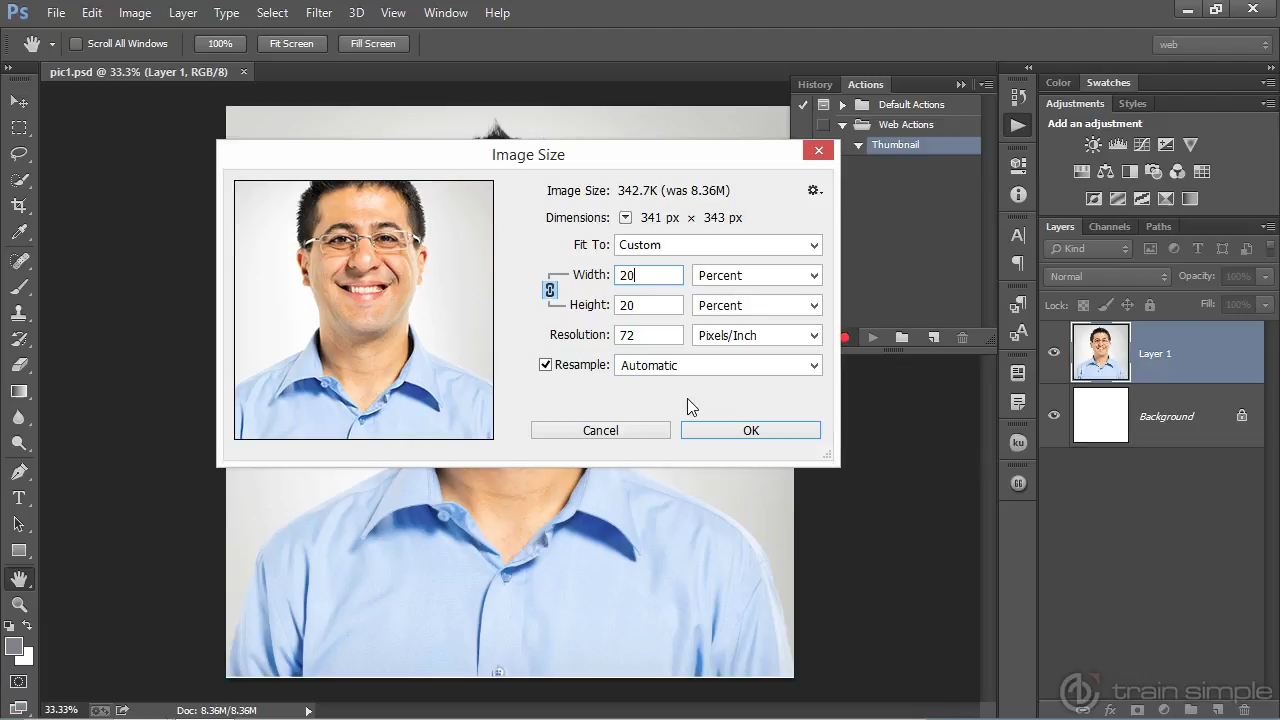 Ps File Edit Image Layer Type Select Filter 3D View Window Help
Scroll All Windows 100% Fit Screen Fill Screen web
pic1.psd @ 33.3% (Layer 1, RGB/8) ×
History Actions
Default Actions
Web Actions
Thumbnail
Color Swatches
Adjustments Styles
Add an adjustment
Layers Channels Paths
Kind
Normal Opacity: 100%
Lock: Fill: 100%
Layer 1
Background
Image Size
Image Size: 342.7K (was 8.36M)
Dimensions: 341 px × 343 px
Fit To: Custom
Width: 20 Percent
Height: 20 Percent
Resolution: 72 Pixels/Inch
Resample: Automatic
Cancel OK
ku
33.33% Doc: 8.36M/8.36M
train simple
fx